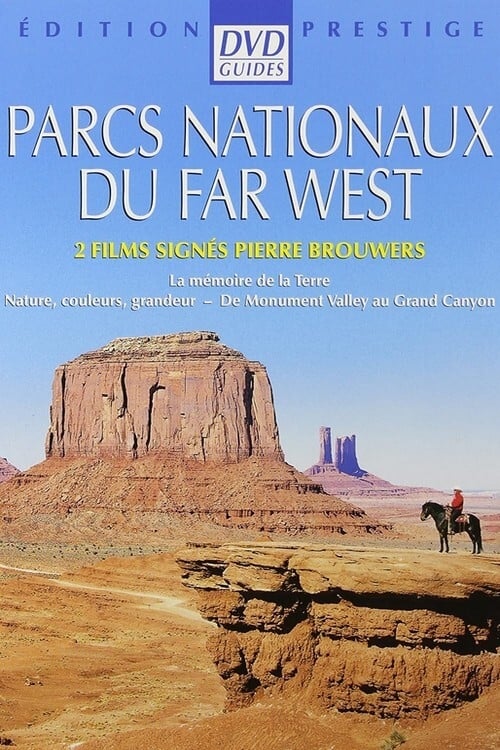 ÉDITION PRESTIGE
DVD
GUIDES
PARCS NATIONAUX
DU FAR WEST
2 FILMS SIGNÉS PIERRE BROUWERS
La mémoire de la Terre
Nature, couleurs, grandeur – De Monument Valley au Grand Canyon